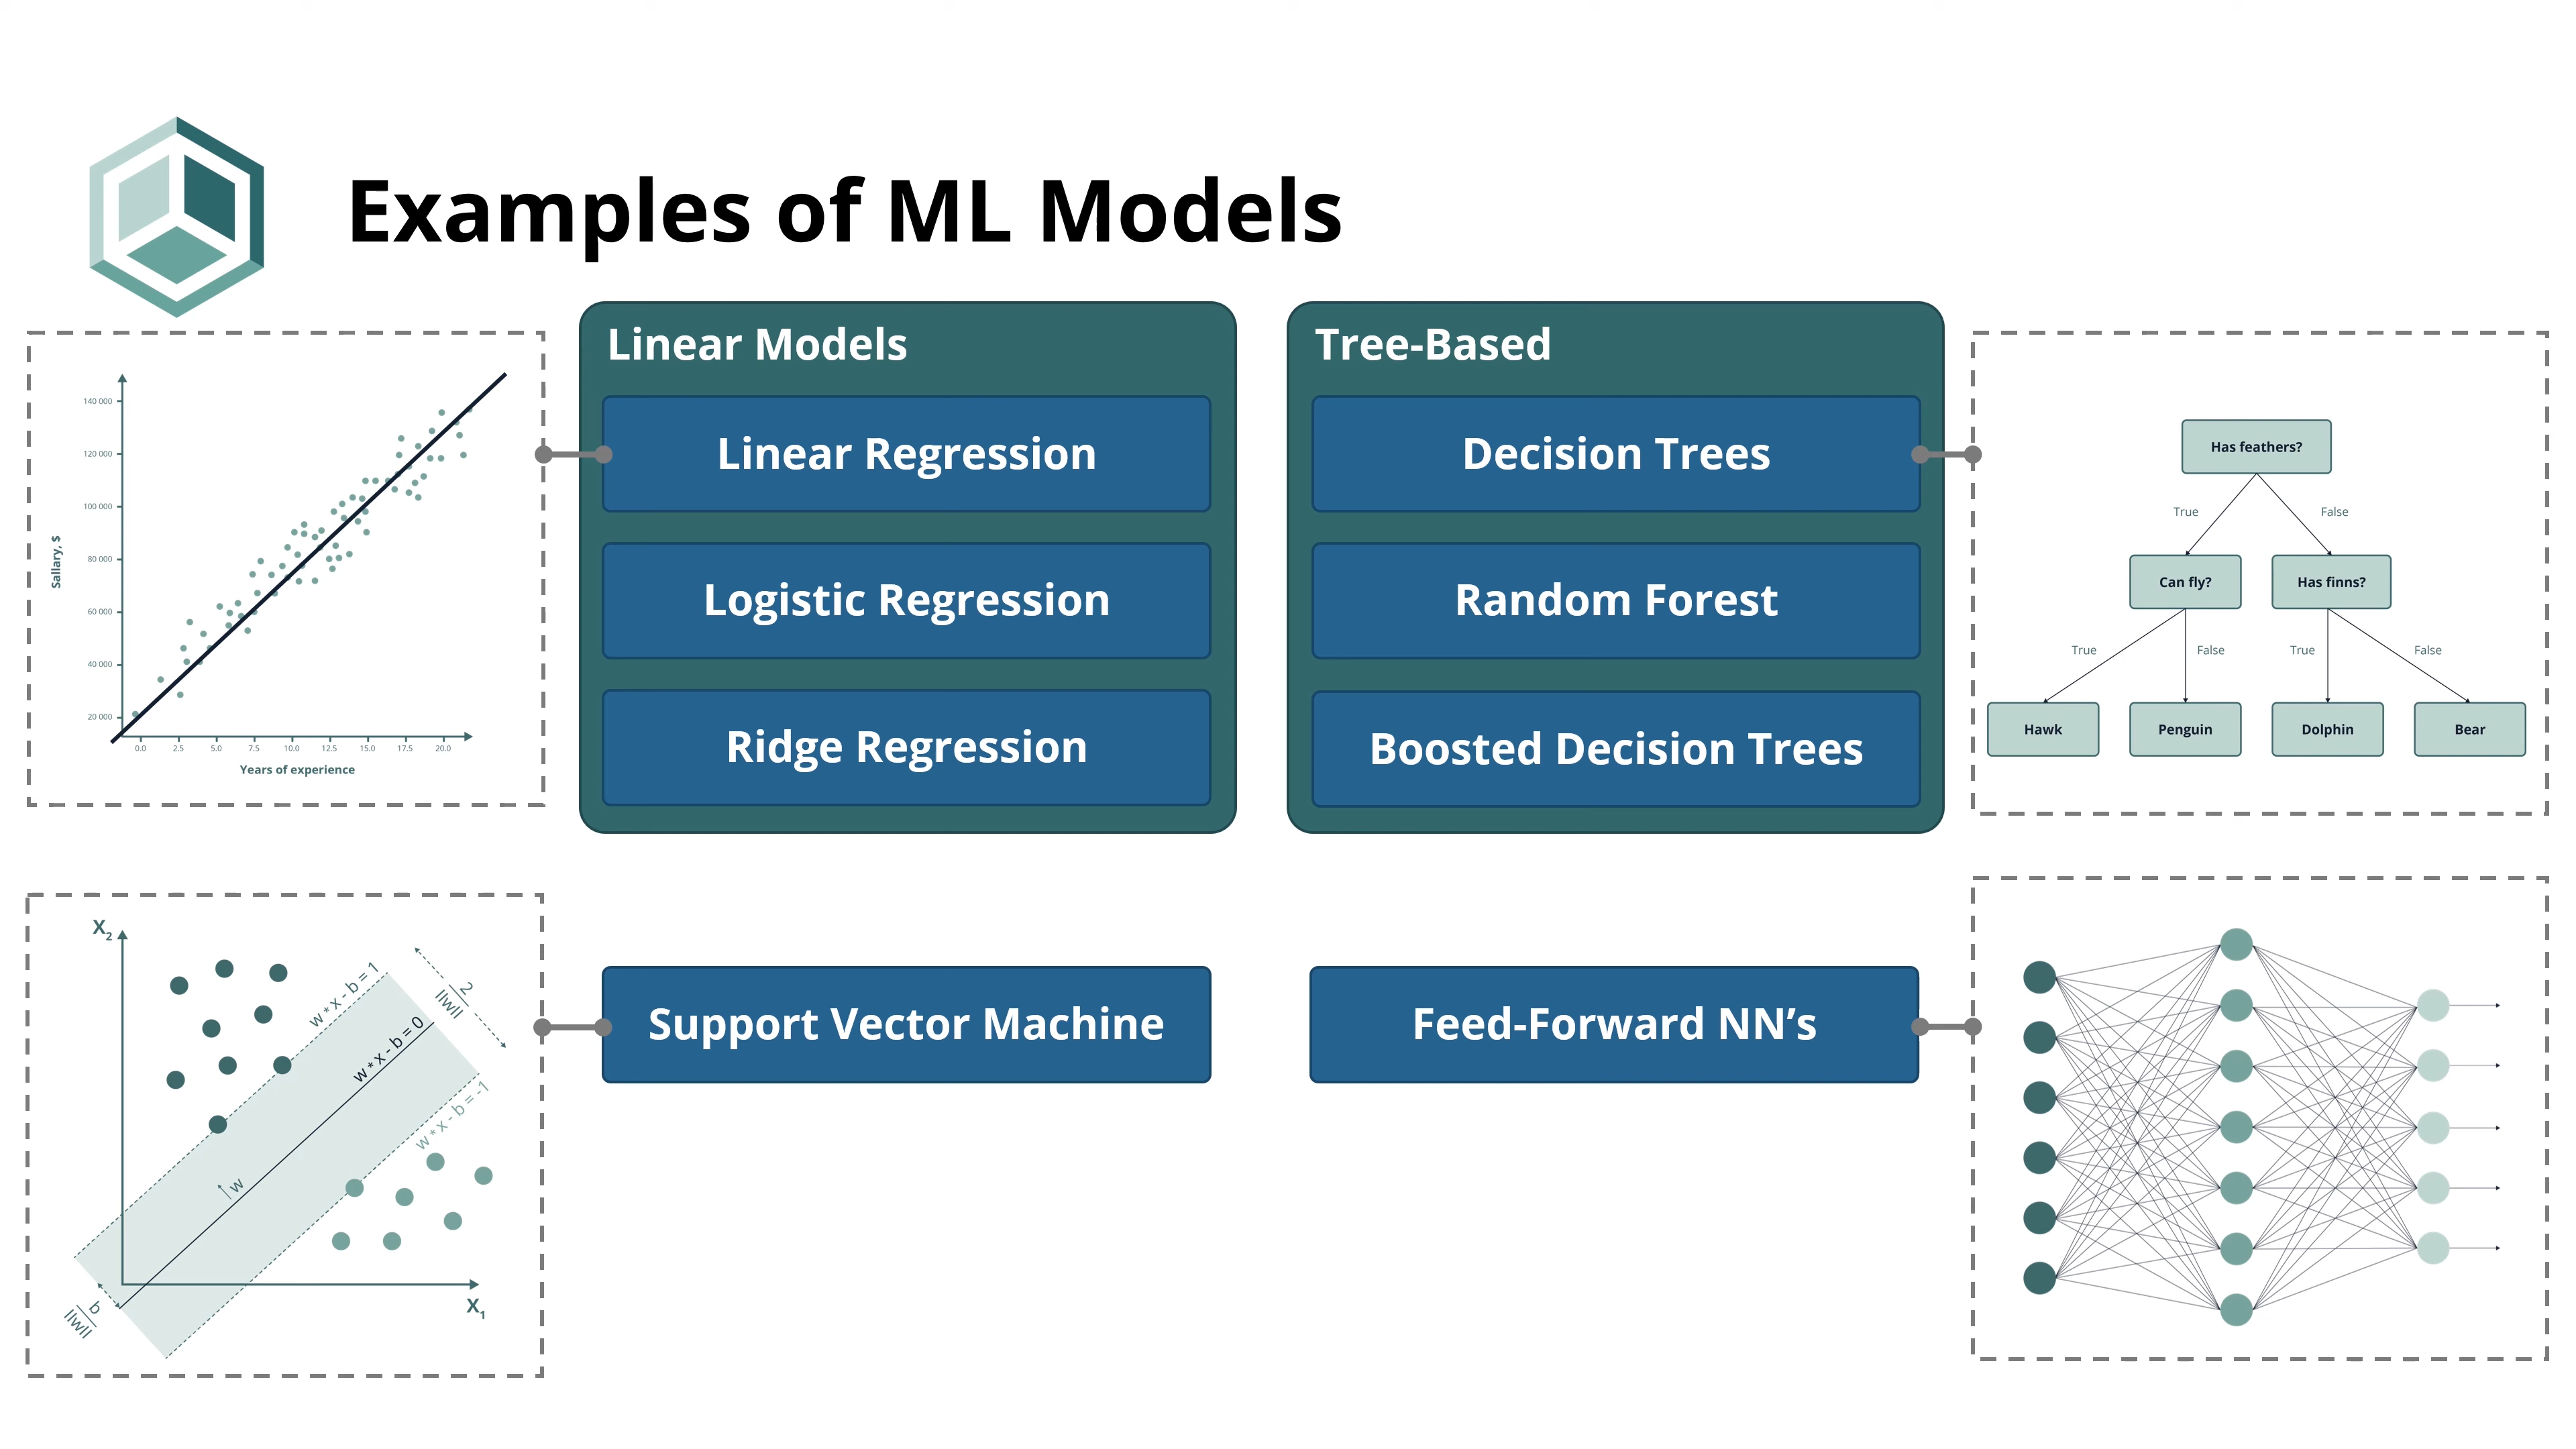 Examples of ML Models
Linear Models
Linear Regression
Logistic Regression
Ridge Regression
Tree-Based
Decision Trees
Random Forest
Boosted Decision Trees
Support Vector Machine
Feed-Forward NN’s
Sallary, $
140 000
120 000
100 000
80 000
60 000
40 000
20 000
0.0 2.5 5.0 7.5 10.0 12.5 15.0 17.5 20.0
Years of experience
Has feathers?
True False
Can fly? Has finns?
True False True False
Hawk Penguin Dolphin Bear
X2
w * x - b = 1
w * x - b = 0
w * x - b = -1
2
||w||
w
b
||w||
X1